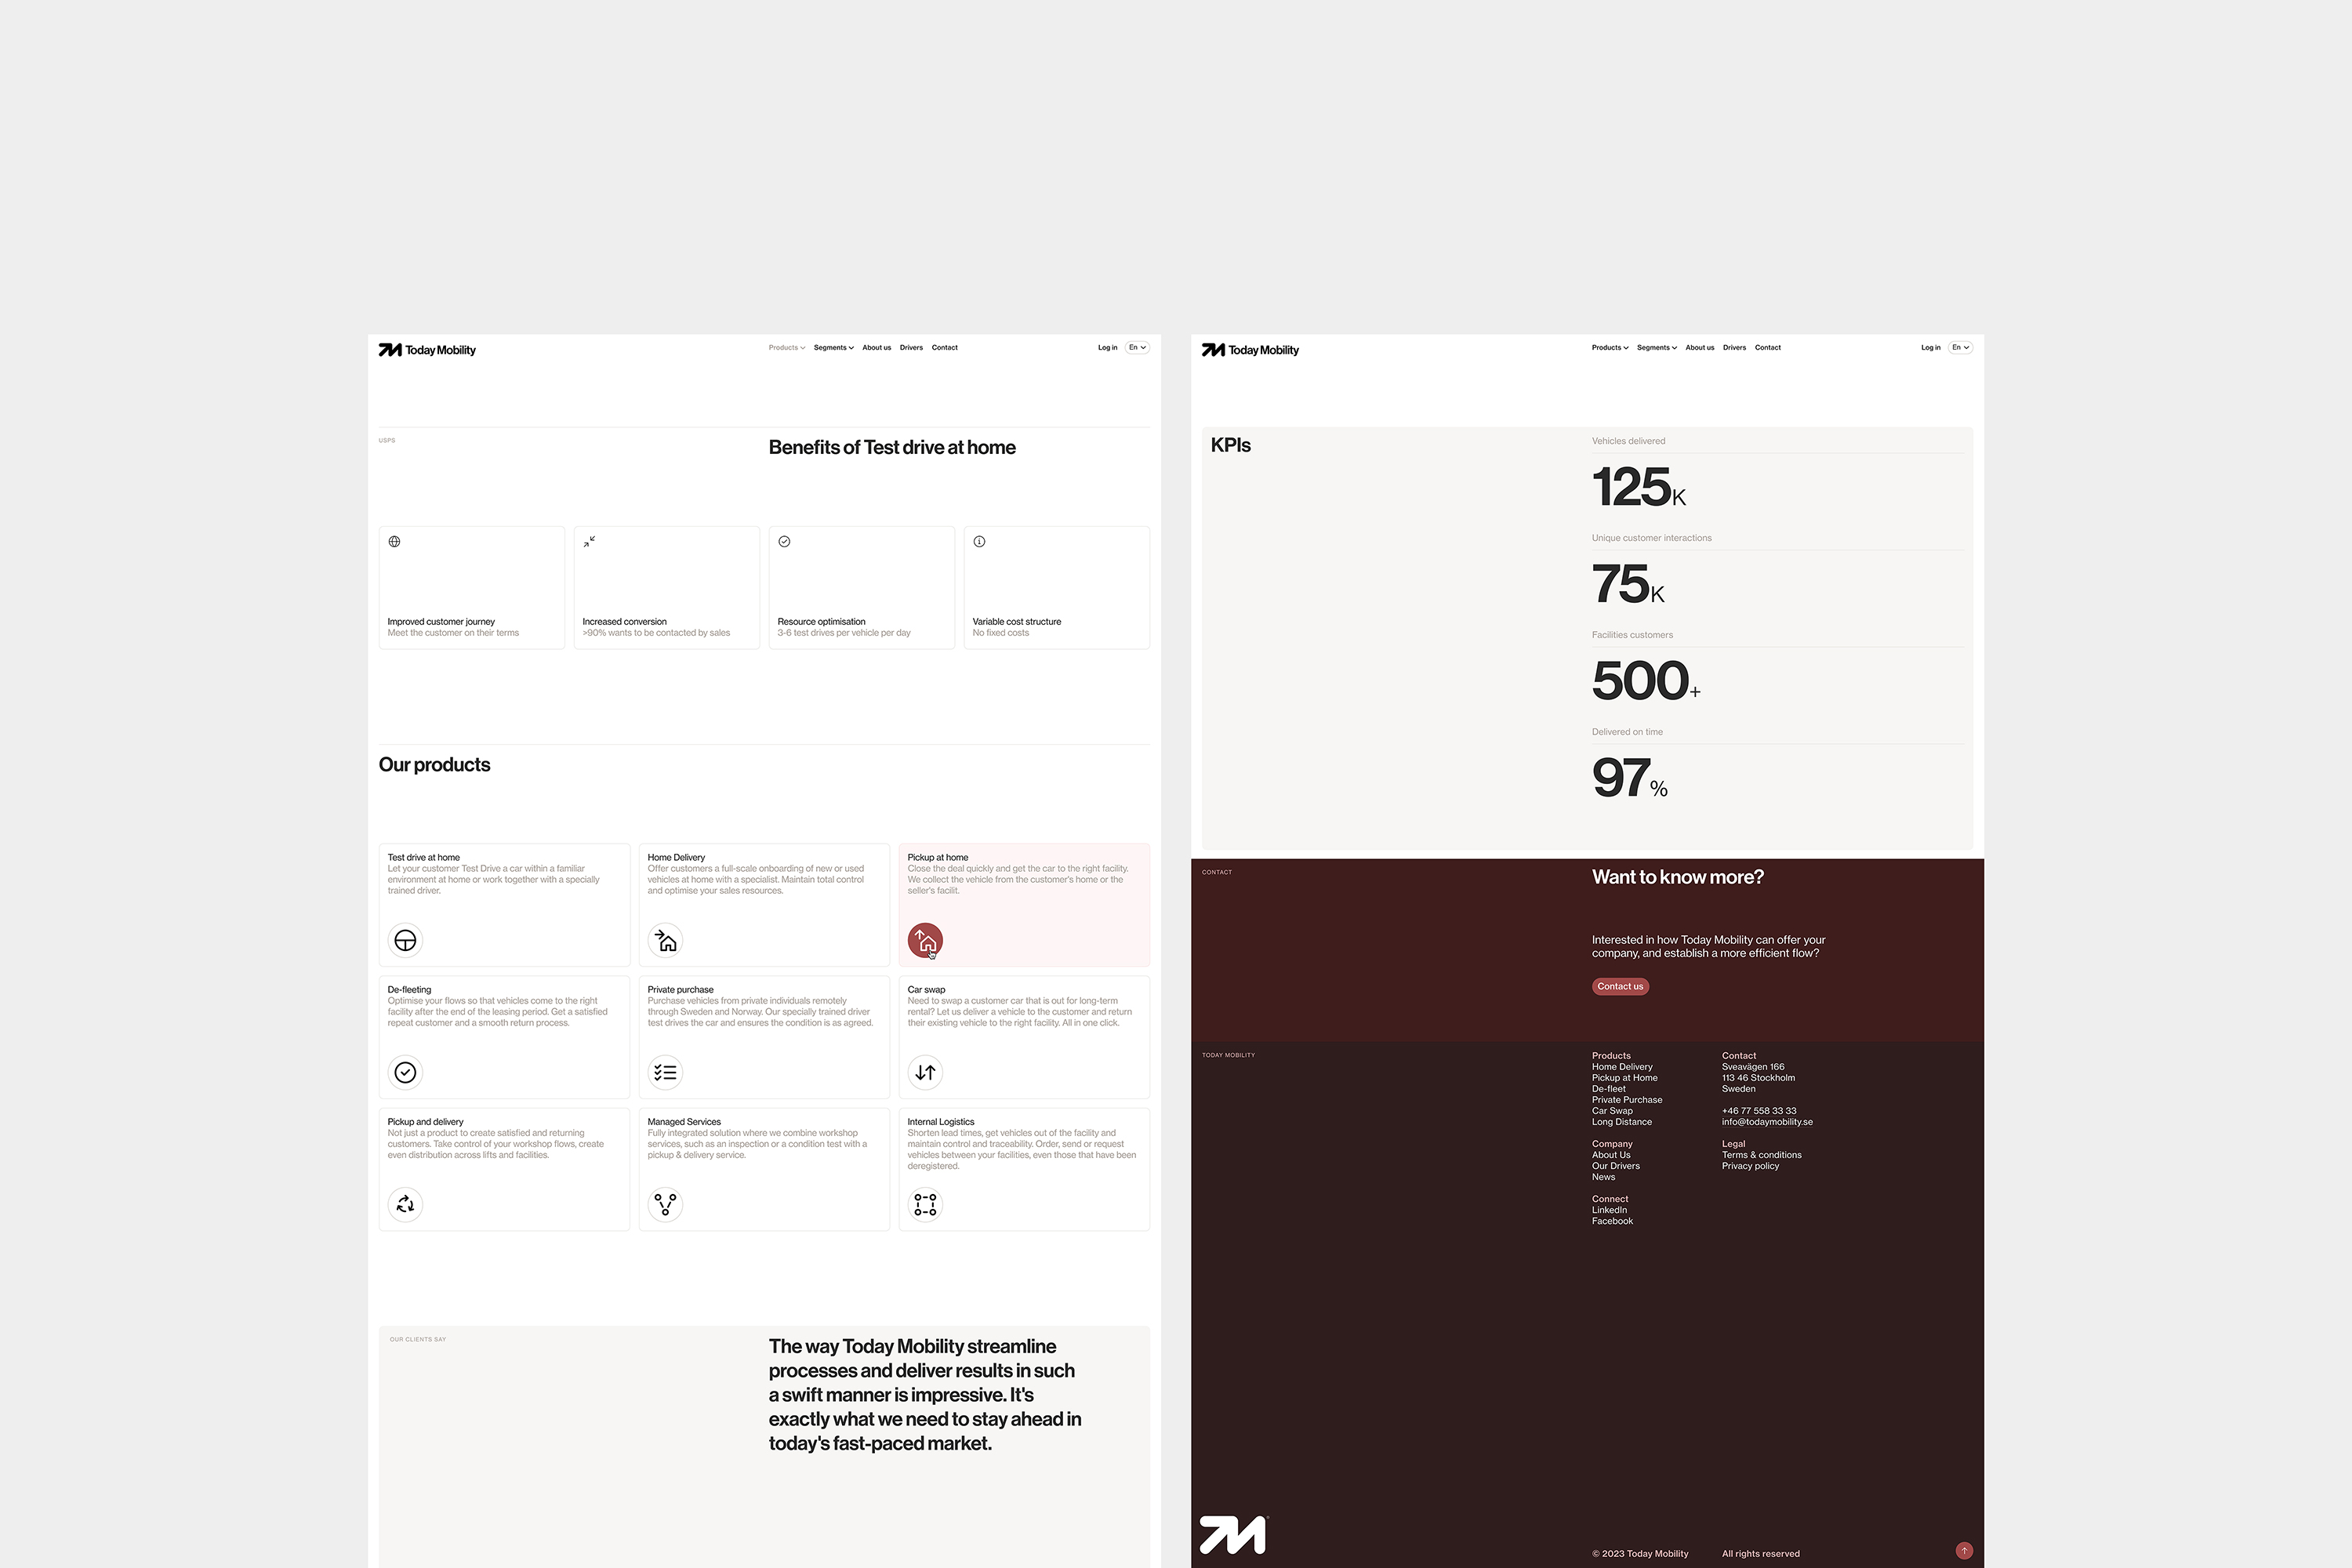 Today Mobility
Products Segments About us Drivers Contact
Log in En
USPS
Benefits of Test drive at home
Improved customer journey
Meet the customer on their terms
Increased conversion
>90% wants to be contacted by sales
Resource optimisation
3-6 test drives per vehicle per day
Variable cost structure
No fixed costs
Our products
Test drive at home
Let your customer Test Drive a car within a familiar
environment at home or work together with a specially
trained driver.
Home Delivery
Offer customers a full-scale onboarding of new or used
vehicles at home with a specialist. Maintain total control
and optimise your sales resources.
Pickup at home
Close the deal quickly and get the car to the right facility.
We collect the vehicle from the customer's home or the
seller's facilit.
De-fleeting
Optimise your flows so that vehicles come to the right
facility after the end of the leasing period. Get a satisfied
repeat customer and a smooth return process.
Private purchase
Purchase vehicles from private individuals remotely
through Sweden and Norway. Our specially trained driver
test drives the car and ensures the condition is as agreed.
Car swap
Need to swap a customer car that is out for long-term
rental? Let us deliver a vehicle to the customer and return
their existing vehicle to the right facility. All in one click.
Pickup and delivery
Not just a product to create satisfied and returning
customers. Take control of your workshop flows, create
even distribution across lifts and facilities.
Managed Services
Fully integrated solution where we combine workshop
services, such as an inspection or a condition test with a
pickup & delivery service.
Internal Logistics
Shorten lead times, get vehicles out of the facility and
maintain control and traceability. Order, send or request
vehicles between your facilities, even those that have been
deregistered.
OUR CLIENTS SAY
The way Today Mobility streamline
processes and deliver results in such
a swift manner is impressive. It's
exactly what we need to stay ahead in
today's fast-paced market.
Today Mobility
Products Segments About us Drivers Contact
Log in En
KPIs
Vehicles delivered
125K
Unique customer interactions
75K
Facilities customers
500+
Delivered on time
97%
CONTACT
Want to know more?
Interested in how Today Mobility can offer your
company, and establish a more efficient flow?
Contact us
TODAY MOBILITY
Products
Home Delivery
Pickup at Home
De-fleet
Private Purchase
Car Swap
Long Distance
Company
About Us
Our Drivers
News
Connect
LinkedIn
Facebook
Contact
Sveavägen 166
113 46 Stockholm
Sweden
+46 77 558 33 33
info@todaymobility.se
Legal
Terms & conditions
Privacy policy
© 2023 Today Mobility
All rights reserved